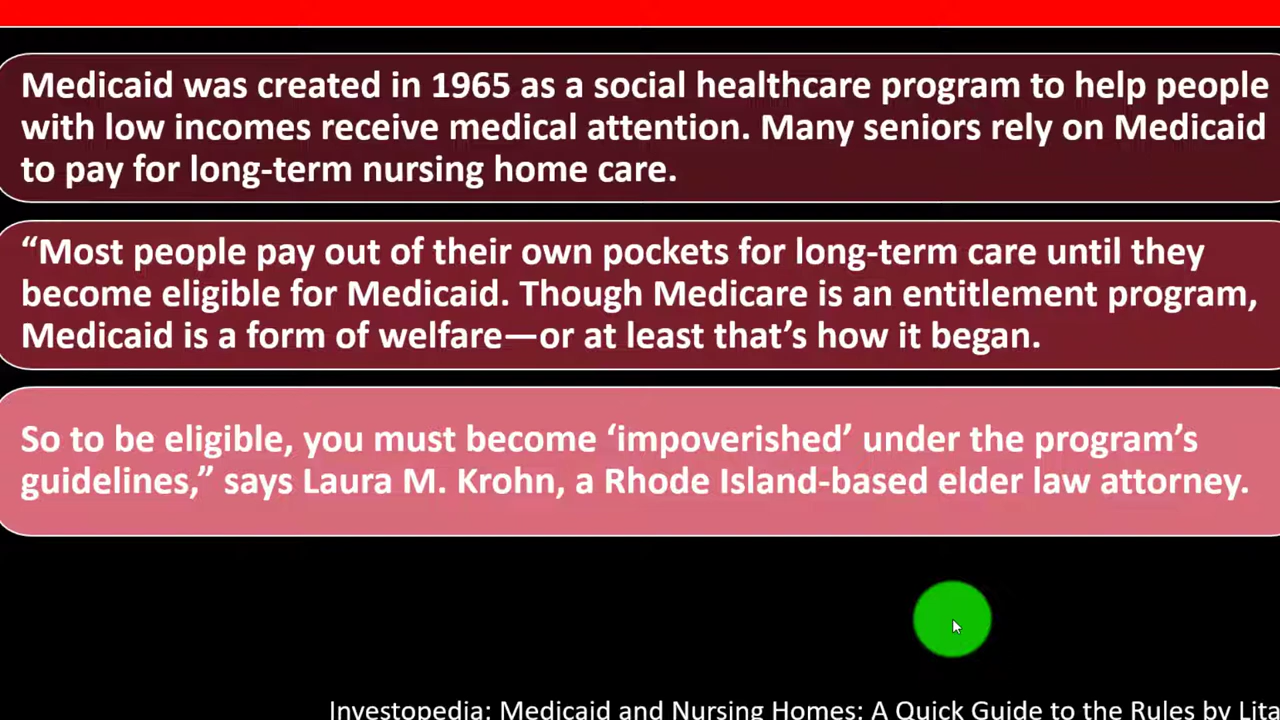 Medicaid was created in 1965 as a social healthcare program to help people
with low incomes receive medical attention. Many seniors rely on Medicaid
to pay for long-term nursing home care.
“Most people pay out of their own pockets for long-term care until they
become eligible for Medicaid. Though Medicare is an entitlement program,
Medicaid is a form of welfare—or at least that’s how it began.
So to be eligible, you must become ‘impoverished’ under the program’s
guidelines,” says Laura M. Krohn, a Rhode Island-based elder law attorney.
Investopedia: Medicaid and Nursing Homes: A Quick Guide to the Rules by Lita